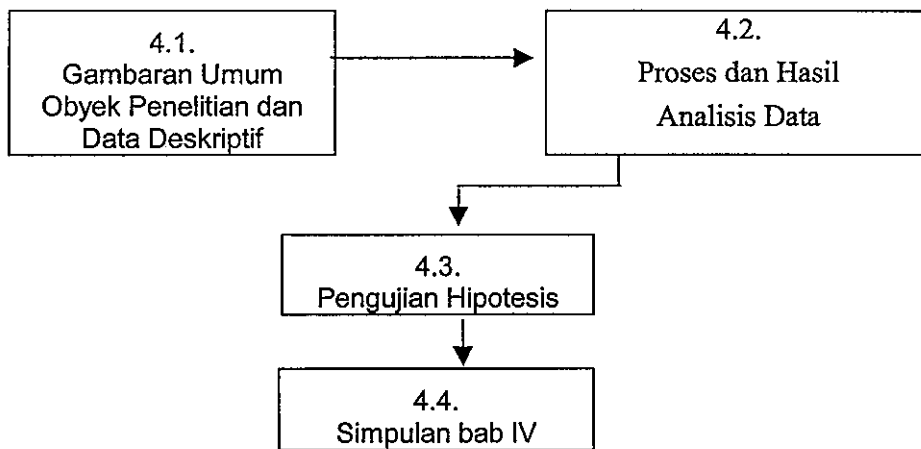 4.1.
Gambaran Umum
Obyek Penelitian dan
Data Deskriptif
4.2.
Proses dan Hasil
Analisis Data
4.3.
Pengujian Hipotesis
4.4.
Simpulan bab IV